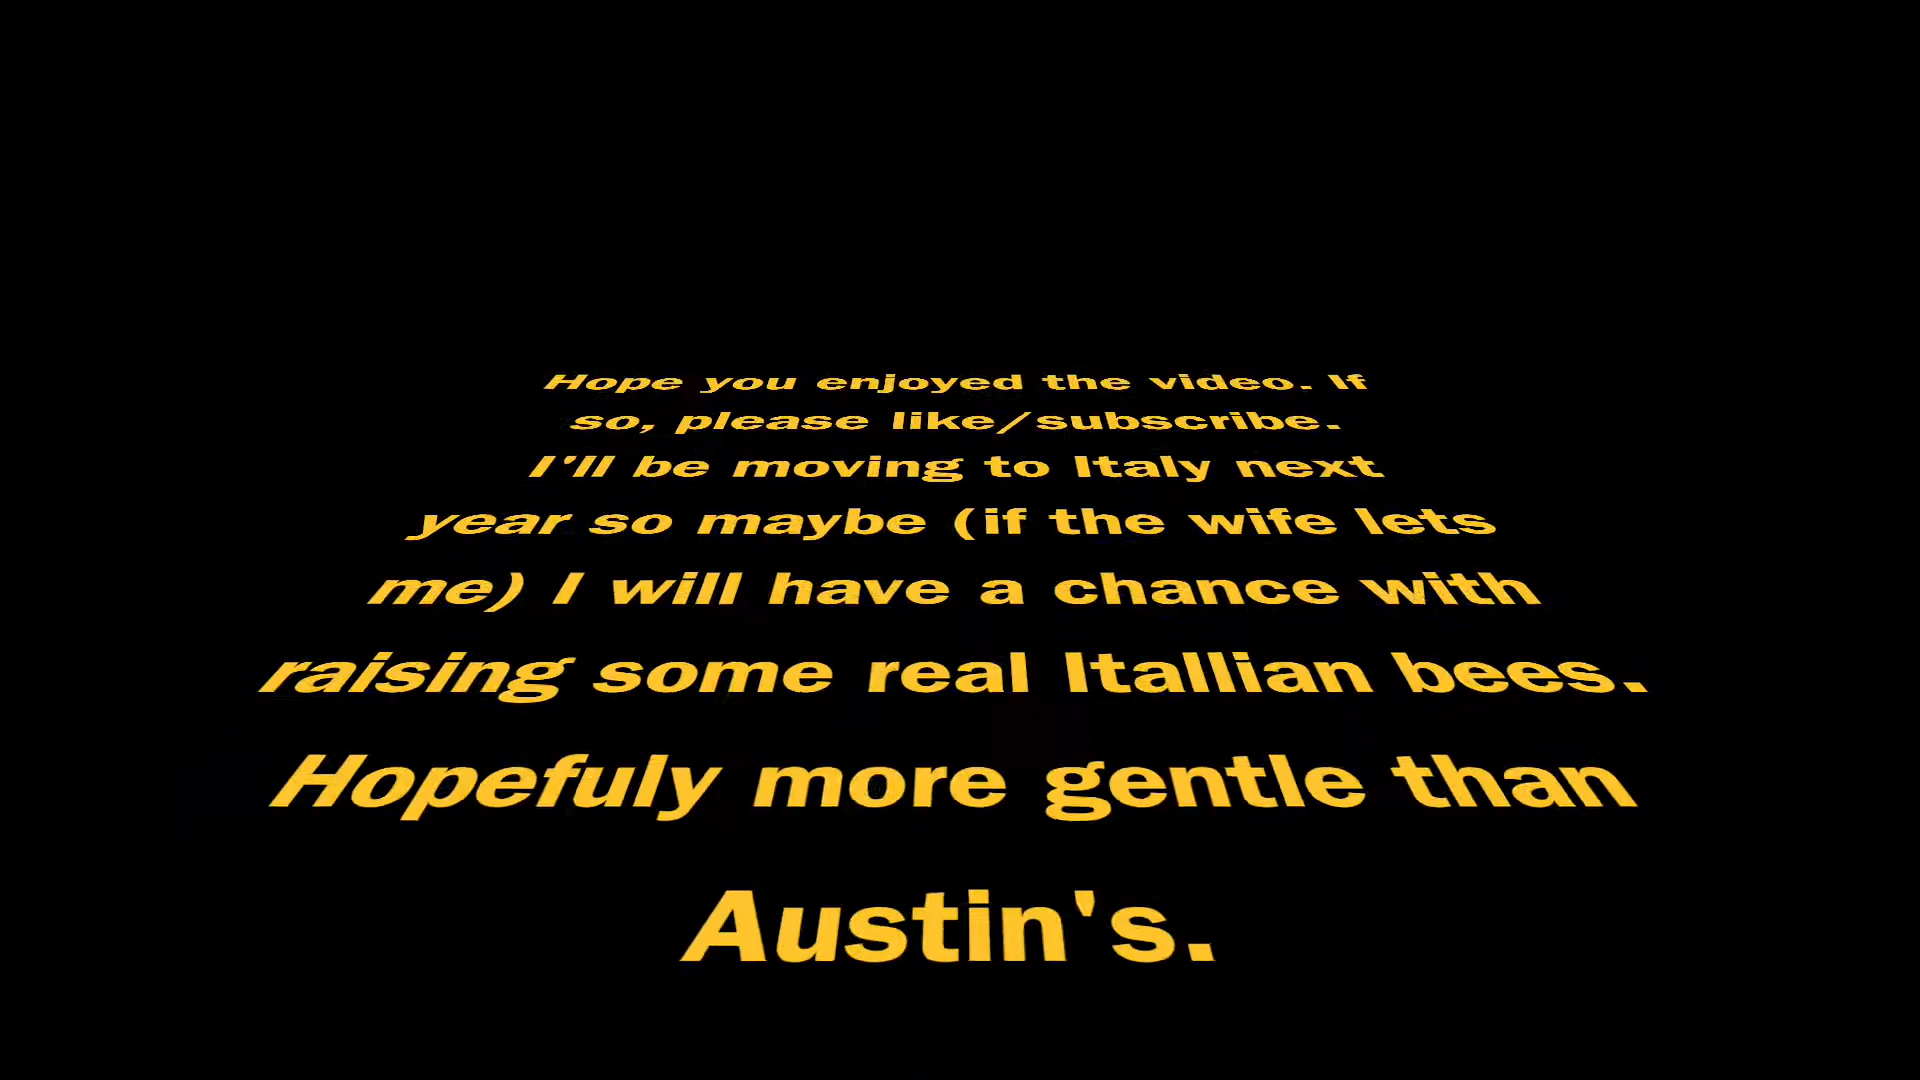 Hope you enjoyed the video. If
so, please like/subscribe.
I'll be moving to Italy next
year so maybe (if the wife lets
me) I will have a chance with
raising some real Itallian bees.
Hopefuly more gentle than
Austin's.